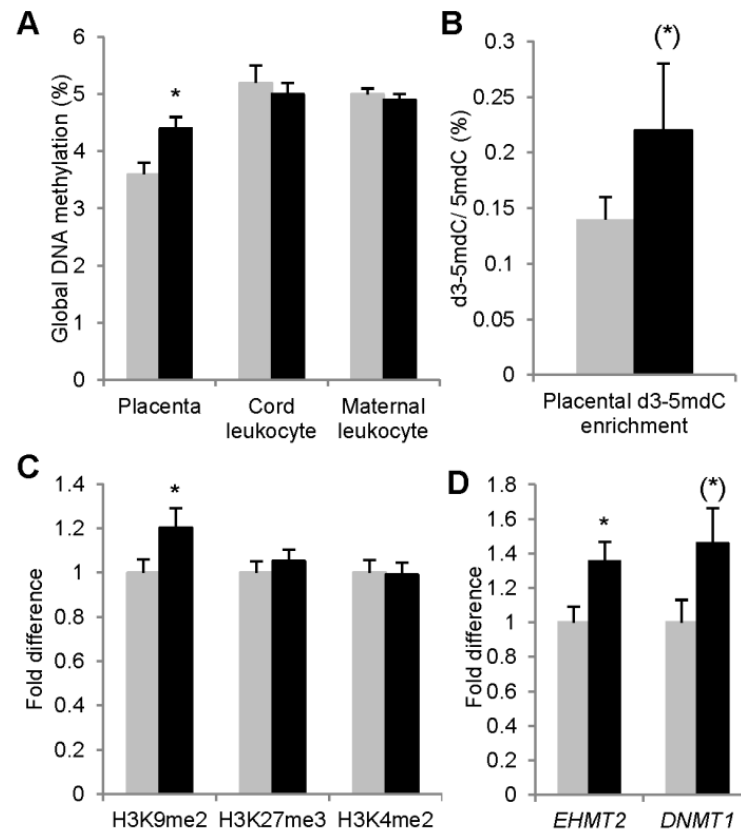 A
Global DNA methylation (%)
6
5
4
3
2
1
0
*
Placenta
Cord
leukocyte
Maternal
leukocyte
B
d3-5mdC/ 5mdC (%)
0.3
0.25
0.2
0.15
0.1
0.05
0
(*)
Placental d3-5mdC
enrichment
C
Fold difference
1.4
1.2
1
0.8
0.6
0.4
0.2
0
*
H3K9me2 H3K27me3 H3K4me2
D
Fold difference
1.8
1.6
1.4
1.2
1
0.8
0.6
0.4
0.2
0
*
(*)
EHMT2 DNMT1